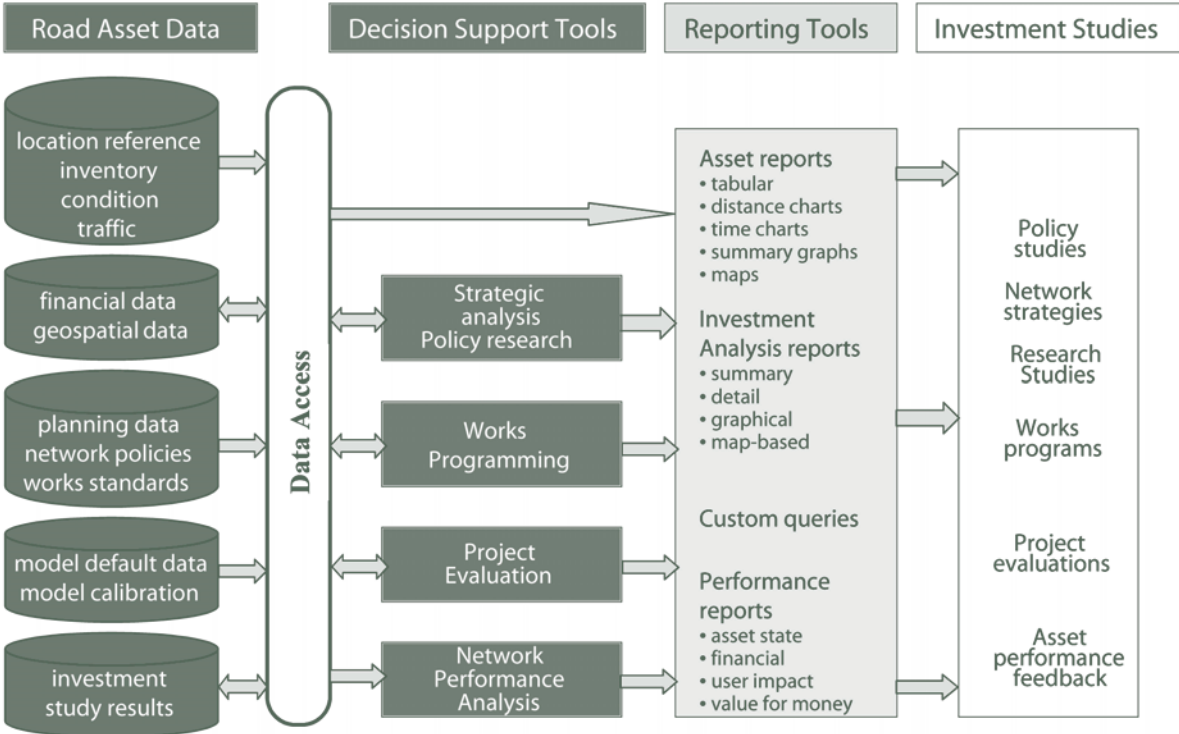 Road Asset Data
Decision Support Tools
Reporting Tools
Investment Studies
location reference
inventory
condition
traffic
financial data
geospatial data
planning data
network policies
works standards
model default data
model calibration
investment
study results
Data Access
Strategic
analysis
Policy research
Works
Programming
Project
Evaluation
Network
Performance
Analysis
Asset reports
• tabular
• distance charts
• time charts
• summary graphs
• maps
Investment
Analysis reports
• summary
• detail
• graphical
• map-based
Custom queries
Performance
reports
• asset state
• financial
• user impact
• value for money
Policy
studies
Network
strategies
Research
Studies
Works
programs
Project
evaluations
Asset
performance
feedback